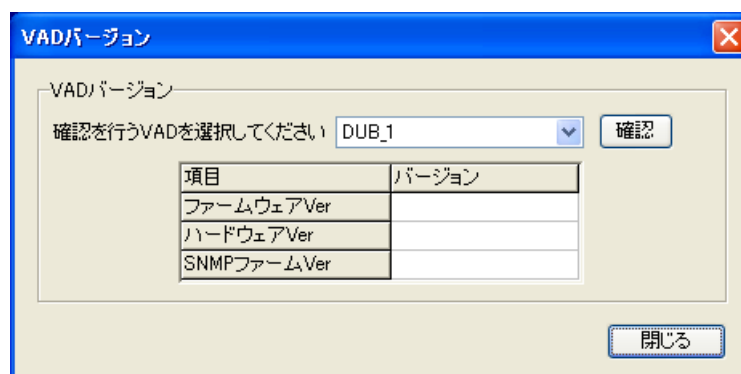 VADバージョン
VADバージョン
確認を行うVADを選択してください DUB_1 確認
項目 バージョン
ファームウェアVer
ハードウェアVer
SNMPファームVer
閉じる